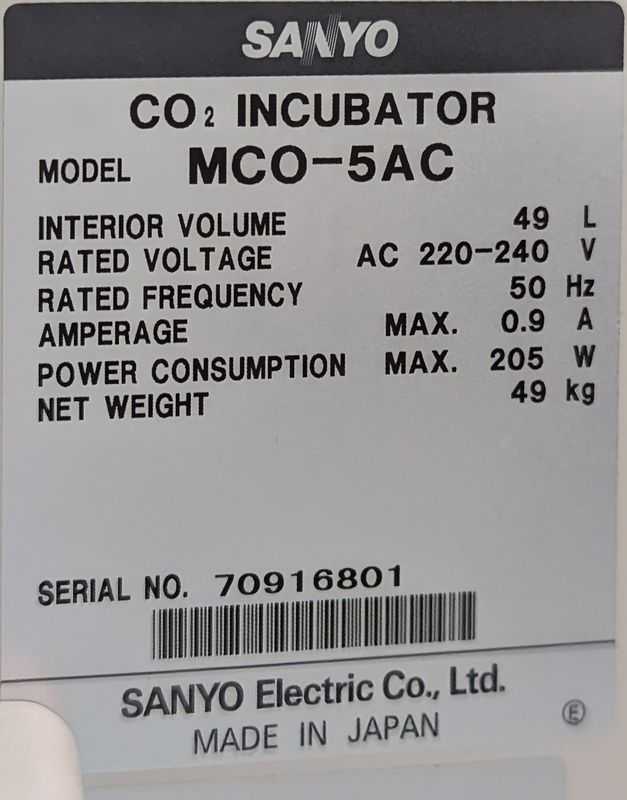 SANYO
CO2 INCUBATOR
MODEL MCO-5AC
INTERIOR VOLUME 49 L
RATED VOLTAGE AC 220-240 V
RATED FREQUENCY 50 Hz
AMPERAGE MAX. 0.9 A
POWER CONSUMPTION MAX. 205 W
NET WEIGHT 49 kg
SERIAL NO. 70916801
SANYO Electric Co., Ltd.
MADE IN JAPAN
Ⓔ